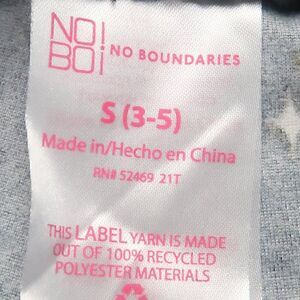 NO!
BO!
NO BOUNDARIES
S (3-5)
Made in/Hecho en China
RN# 52469 21T
THIS LABEL YARN IS MADE
OUT OF 100% RECYCLED
POLYESTER MATERIALS